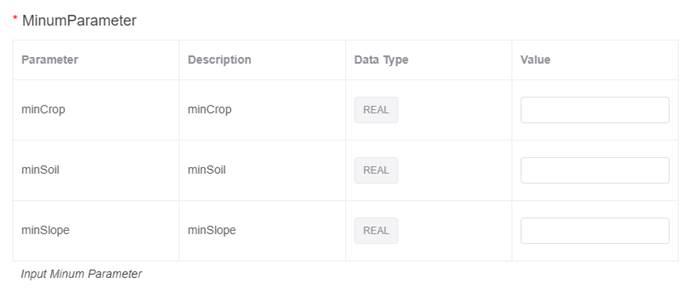 * MinumParameter
Parameter Description Data Type Value
minCrop minCrop REAL
minSoil minSoil REAL
minSlope minSlope REAL
Input Minum Parameter